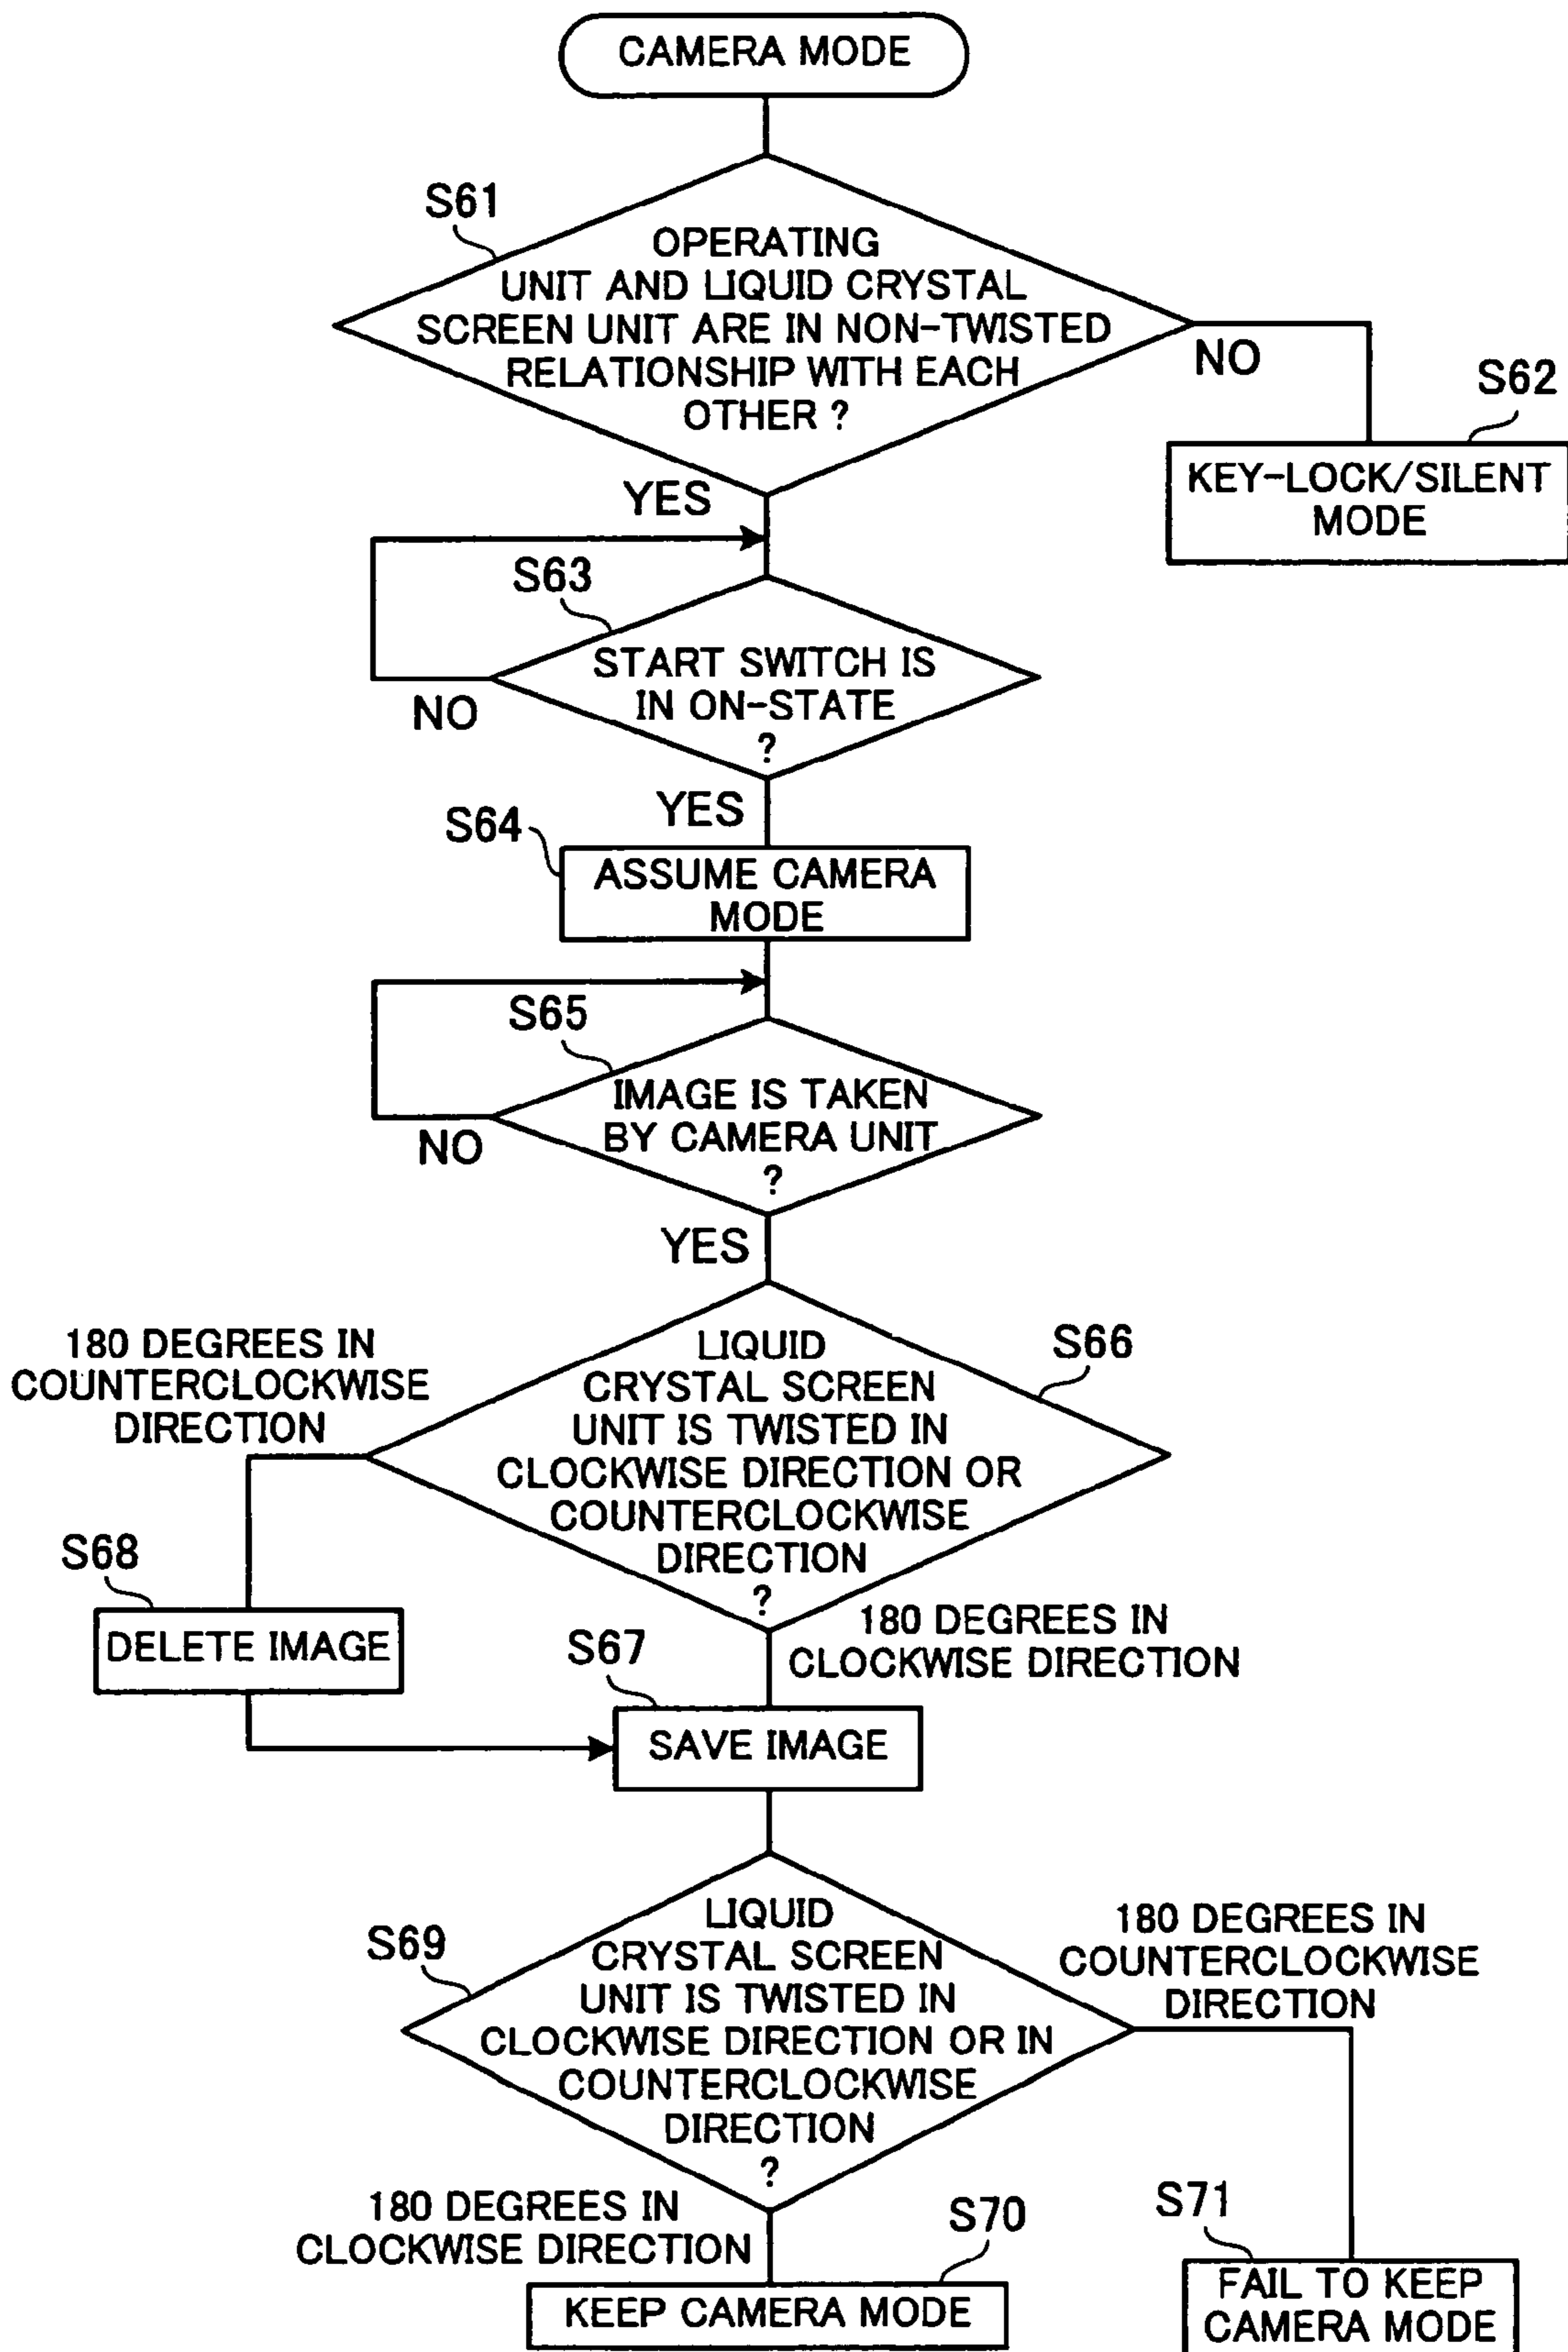 CAMERA MODE
S61
OPERATING
UNIT AND LIQUID CRYSTAL
SCREEN UNIT ARE IN NON-TWISTED
RELATIONSHIP WITH EACH
OTHER ?
NO
S62
KEY-LOCK/SILENT
MODE
YES
S63
START SWITCH IS
IN ON-STATE
?
NO
YES
S64
ASSUME CAMERA
MODE
S65
IMAGE IS TAKEN
BY CAMERA UNIT
?
NO
YES
180 DEGREES IN
COUNTERCLOCKWISE
DIRECTION
S66
LIQUID
CRYSTAL SCREEN
UNIT IS TWISTED IN
CLOCKWISE DIRECTION OR
COUNTERCLOCKWISE
DIRECTION
?
S68
DELETE IMAGE
180 DEGREES IN
CLOCKWISE DIRECTION
S67
SAVE IMAGE
S69
LIQUID
CRYSTAL SCREEN
UNIT IS TWISTED IN
CLOCKWISE DIRECTION OR IN
COUNTERCLOCKWISE
DIRECTION
?
180 DEGREES IN
COUNTERCLOCKWISE
DIRECTION
180 DEGREES IN
CLOCKWISE DIRECTION
S70
KEEP CAMERA MODE
S71
FAIL TO KEEP
CAMERA MODE